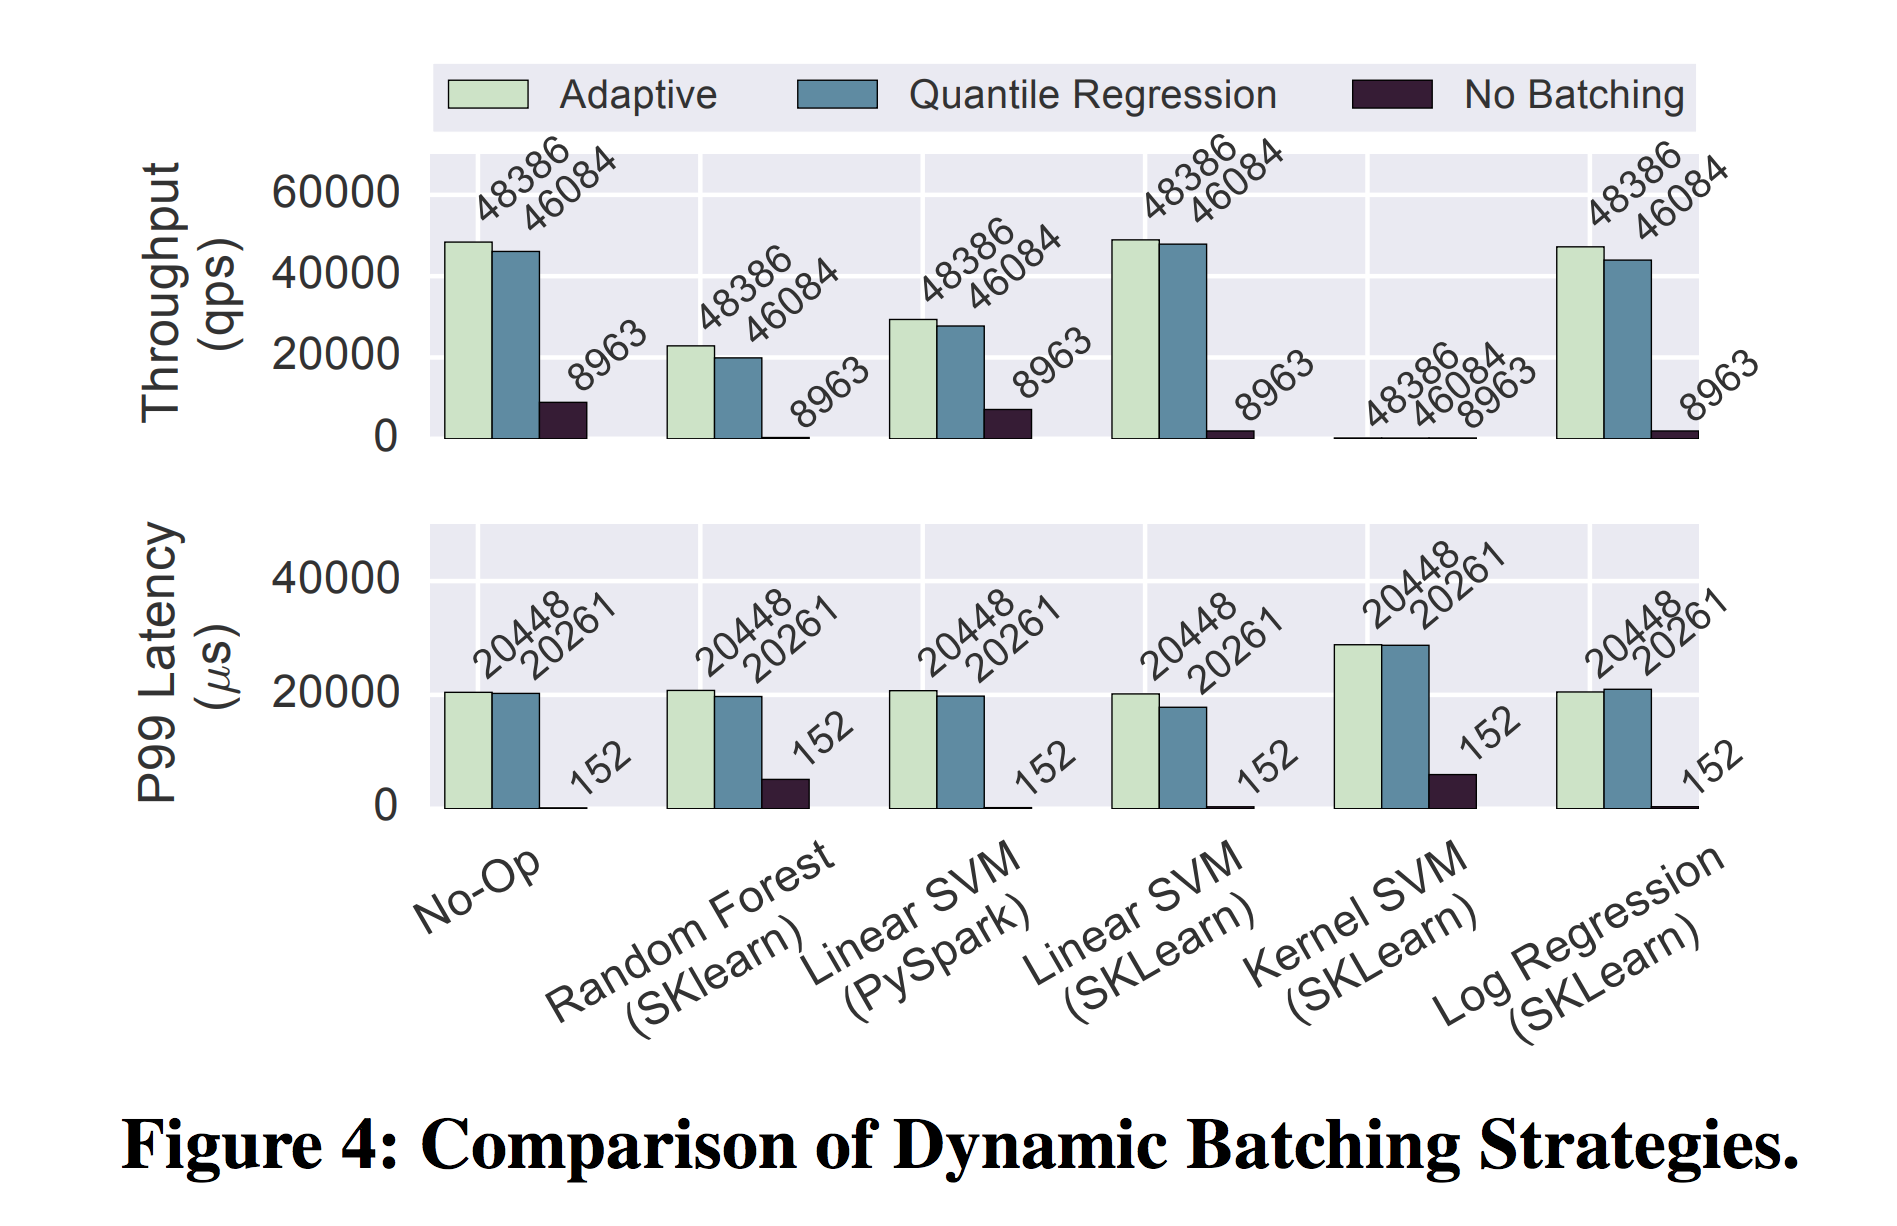 Adaptive Quantile Regression No Batching
Throughput
(qps)
60000
40000
20000
0
48386
46084
8963
48386
46084
8963
48386
46084
8963
48386
46084
8963
48386
46084
8963
48386
46084
8963
P99 Latency
(μs)
40000
20000
0
20448
20261
152
20448
20261
152
20448
20261
152
20448
20261
152
20448
20261
152
20448
20261
152
No-Op
Random Forest
(SKlearn)
Linear SVM
(PySpark)
Linear SVM
(SKLearn)
Kernel SVM
(SKLearn)
Log Regression
(SKLearn)
Figure 4: Comparison of Dynamic Batching Strategies.